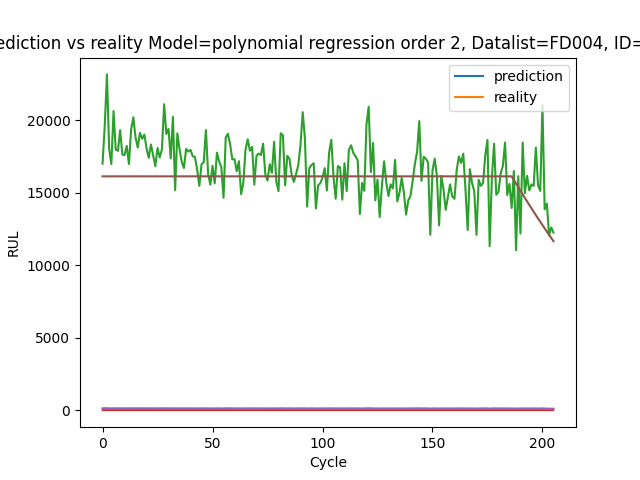 ediction vs reality Model=polynomial regression order 2, Datalist=FD004, ID=
prediction
reality
20000
15000
10000
5000
0
RUL
0 50 100 150 200
Cycle